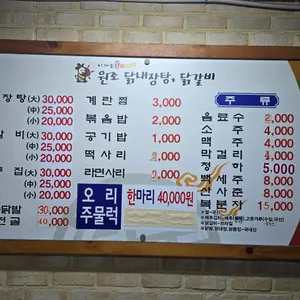 원조 닭내장탕, 닭갈비
장탕 (大) 30,000
(中) 25,000
(小) 20,000
비 (大) 30,000
(中) 25,000
(小) 20,000
집 (大) 30,000
(中) 25,000
(小) 20,000
40,000
40,000
계란찜 3,000
볶음밥 2,000
공기밥 1,000
떡사리
라면사리 2,000
오리 주물럭
한마리 40,000원
주류
음료수 2,000
소주 4,000
맥주 4,000
막걸리 4,000
청하 5,000
백세주 8,000
산사춘 8,000
복분자 15,000